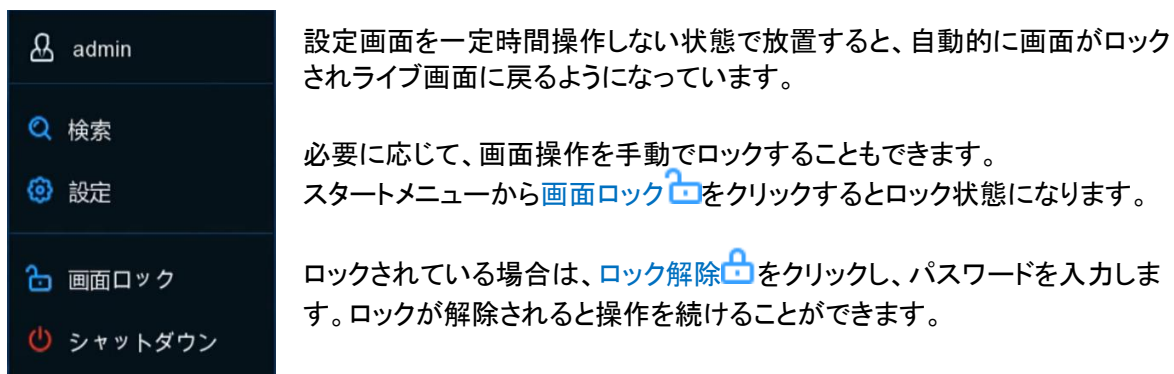 admin
検索
設定
画面ロック
シャットダウン
設定画面を一定時間操作しない状態で放置すると、自動的に画面がロック
されライブ画面に戻るようになっています。
必要に応じて、画面操作を手動でロックすることもできます。
スタートメニューから画面ロックをクリックするとロック状態になります。
ロックされている場合は、ロック解除をクリックし、パスワードを入力しま
す。ロックが解除されると操作を続けることができます。